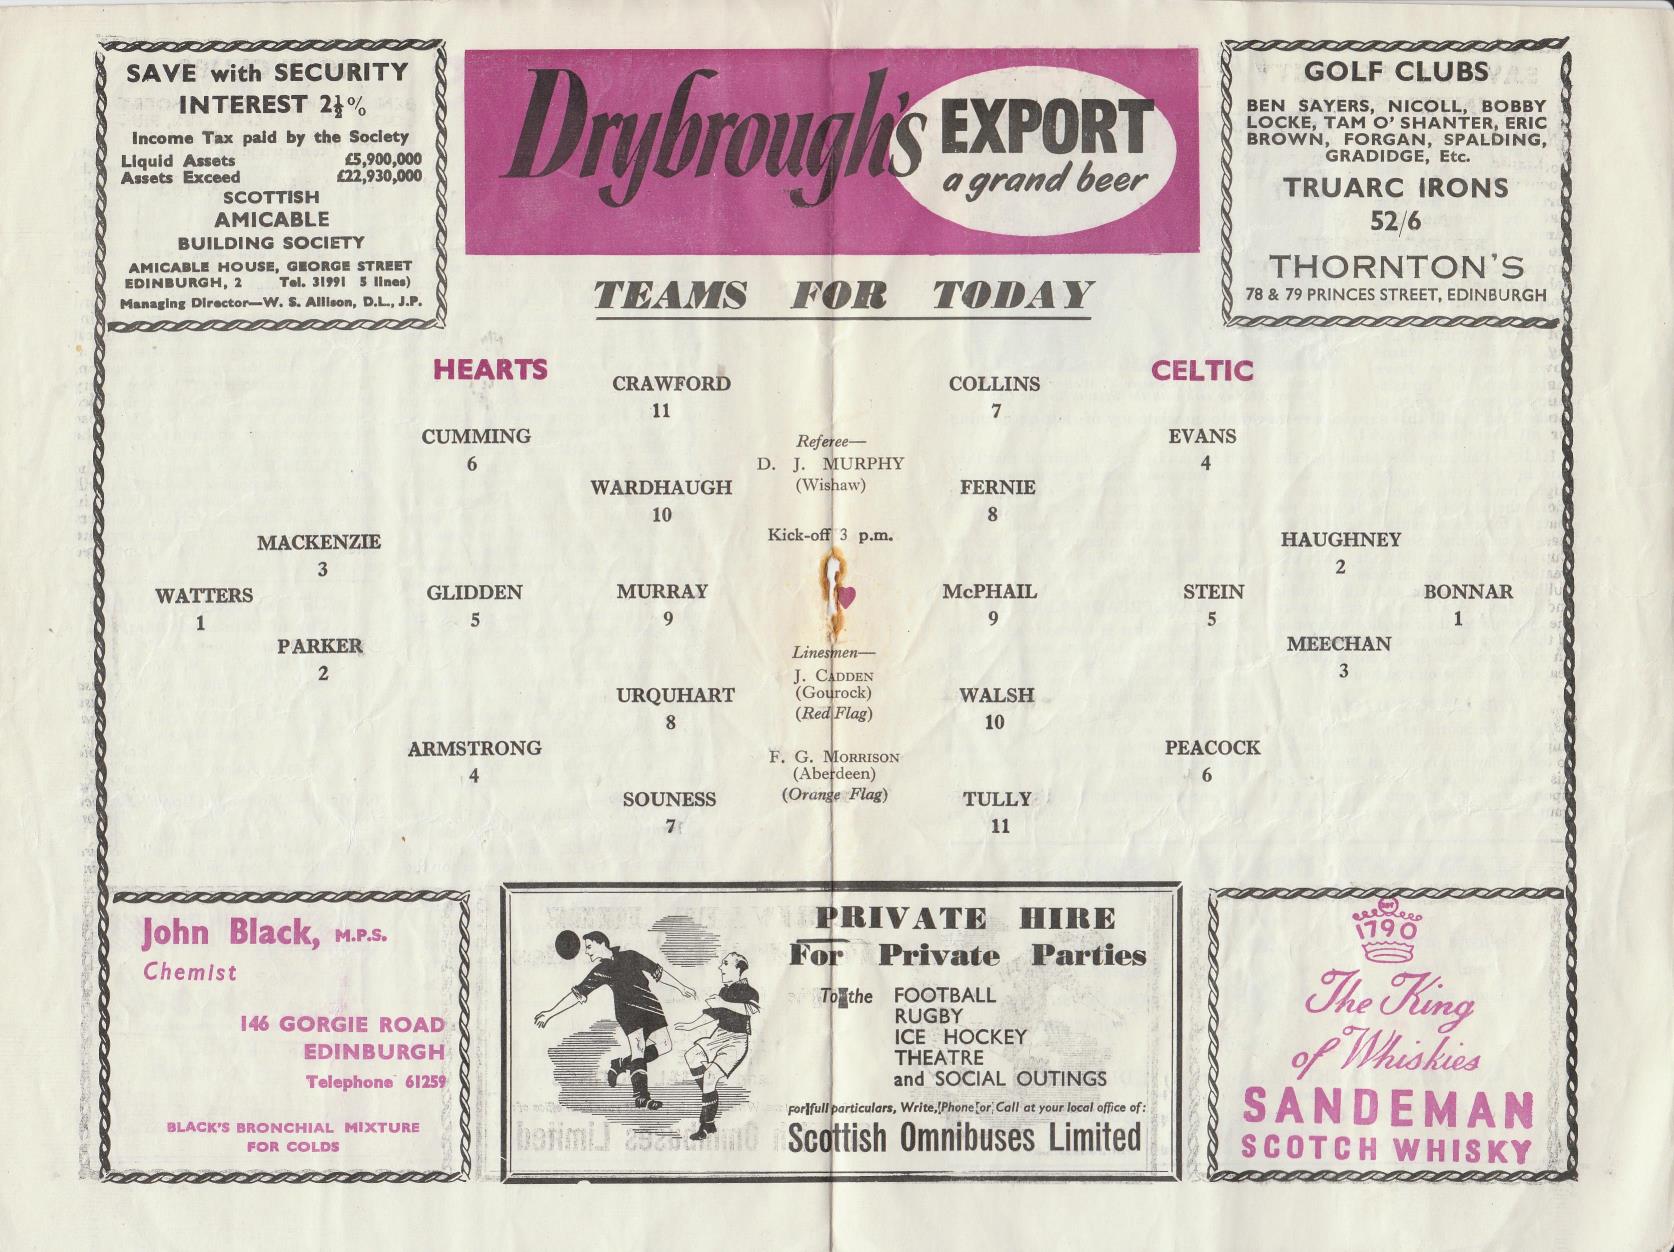 SAVE with SECURITY
INTEREST 2½%
Income Tax paid by the Society
Liquid Assets £5,900,000
Assets Exceed £22,930,000
SCOTTISH
AMICABLE
BUILDING SOCIETY
AMICABLE HOUSE, GEORGE STREET
EDINBURGH, 2 Tel. 31991 5 lines)
Managing Director—W. S. Allison, D.L., J.P.
Drybrough's EXPORT
a grand beer
GOLF CLUBS
BEN SAYERS, NICOLL, BOBBY
LOCKE, TAM O' SHANTER, ERIC
BROWN, FORGAN, SPALDING,
GRADIDGE, Etc.
TRUARC IRONS
52/6
THORNTON'S
78 & 79 PRINCES STREET, EDINBURGH
TEAMS FOR TODAY
HEARTS
CRAWFORD
11
CUMMING
6
WARDHAUGH
10
MACKENZIE
3
WATTERS
1
GLIDDEN
5
MURRAY
9
PARKER
2
URQUHART
8
ARMSTRONG
4
SOUNESS
7
Referee—
D. J. MURPHY
(Wishaw)
Kick-off 3 p.m.
Linesmen—
J. CADDEN
(Gourock)
(Red Flag)
F. G. MORRISON
(Aberdeen)
(Orange Flag)
CELTIC
COLLINS
7
EVANS
4
FERNIE
8
HAUGHNEY
2
McPHAIL
9
STEIN
5
BONNAR
1
MEECHAN
3
WALSH
10
PEACOCK
6
TULLY
11
John Black, M.P.S.
Chemist
146 GORGIE ROAD
EDINBURGH
Telephone 61259
BLACK'S BRONCHIAL MIXTURE
FOR COLDS
PRIVATE HIRE
For Private Parties
To the FOOTBALL
RUGBY
ICE HOCKEY
THEATRE
and SOCIAL OUTINGS
For full particulars, Write, Phone or Call at your local office of:
Scottish Omnibuses Limited
1790
The King
of Whiskies
SANDEMAN
SCOTCH WHISKY